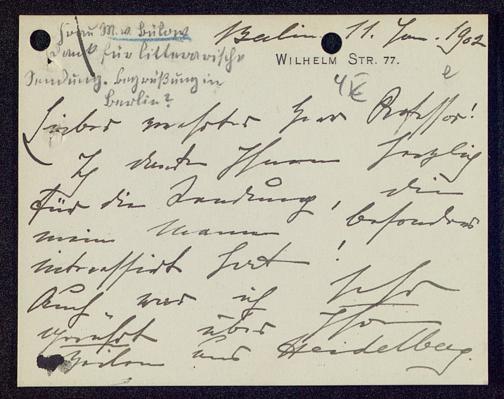 Frau M. v. Bülow
Dank für litterarische
Sendung. Begrüßung in
Berlin?
Berlin 11. Jan. 1902
WILHELM STR. 77.
Lieber verehrter Herr Professor!
Ich danke Ihnen herzlich
für die Sendung, die
meinen Mann besonders
interessirt hat!
Auch war ich sehr
gerührt über Ihre
Zeilen aus Heidelberg.